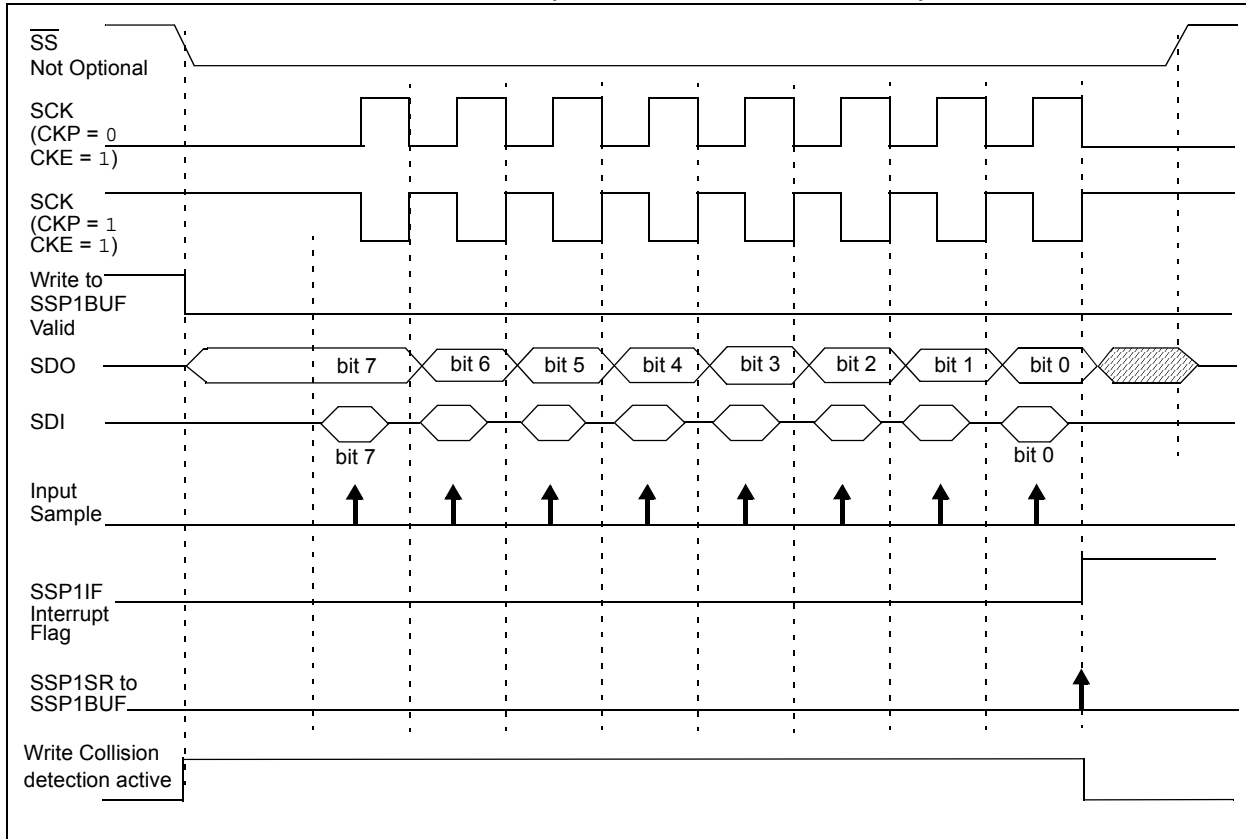 SS
Not Optional
SCK
(CKP = 0
CKE = 1)
SCK
(CKP = 1
CKE = 1)
Write to
SSP1BUF
Valid
SDO
bit 7
bit 6
bit 5
bit 4
bit 3
bit 2
bit 1
bit 0
SDI
bit 7
bit 0
Input
Sample
SSP1IF
Interrupt
Flag
SSP1SR to
SSP1BUF
Write Collision
detection active